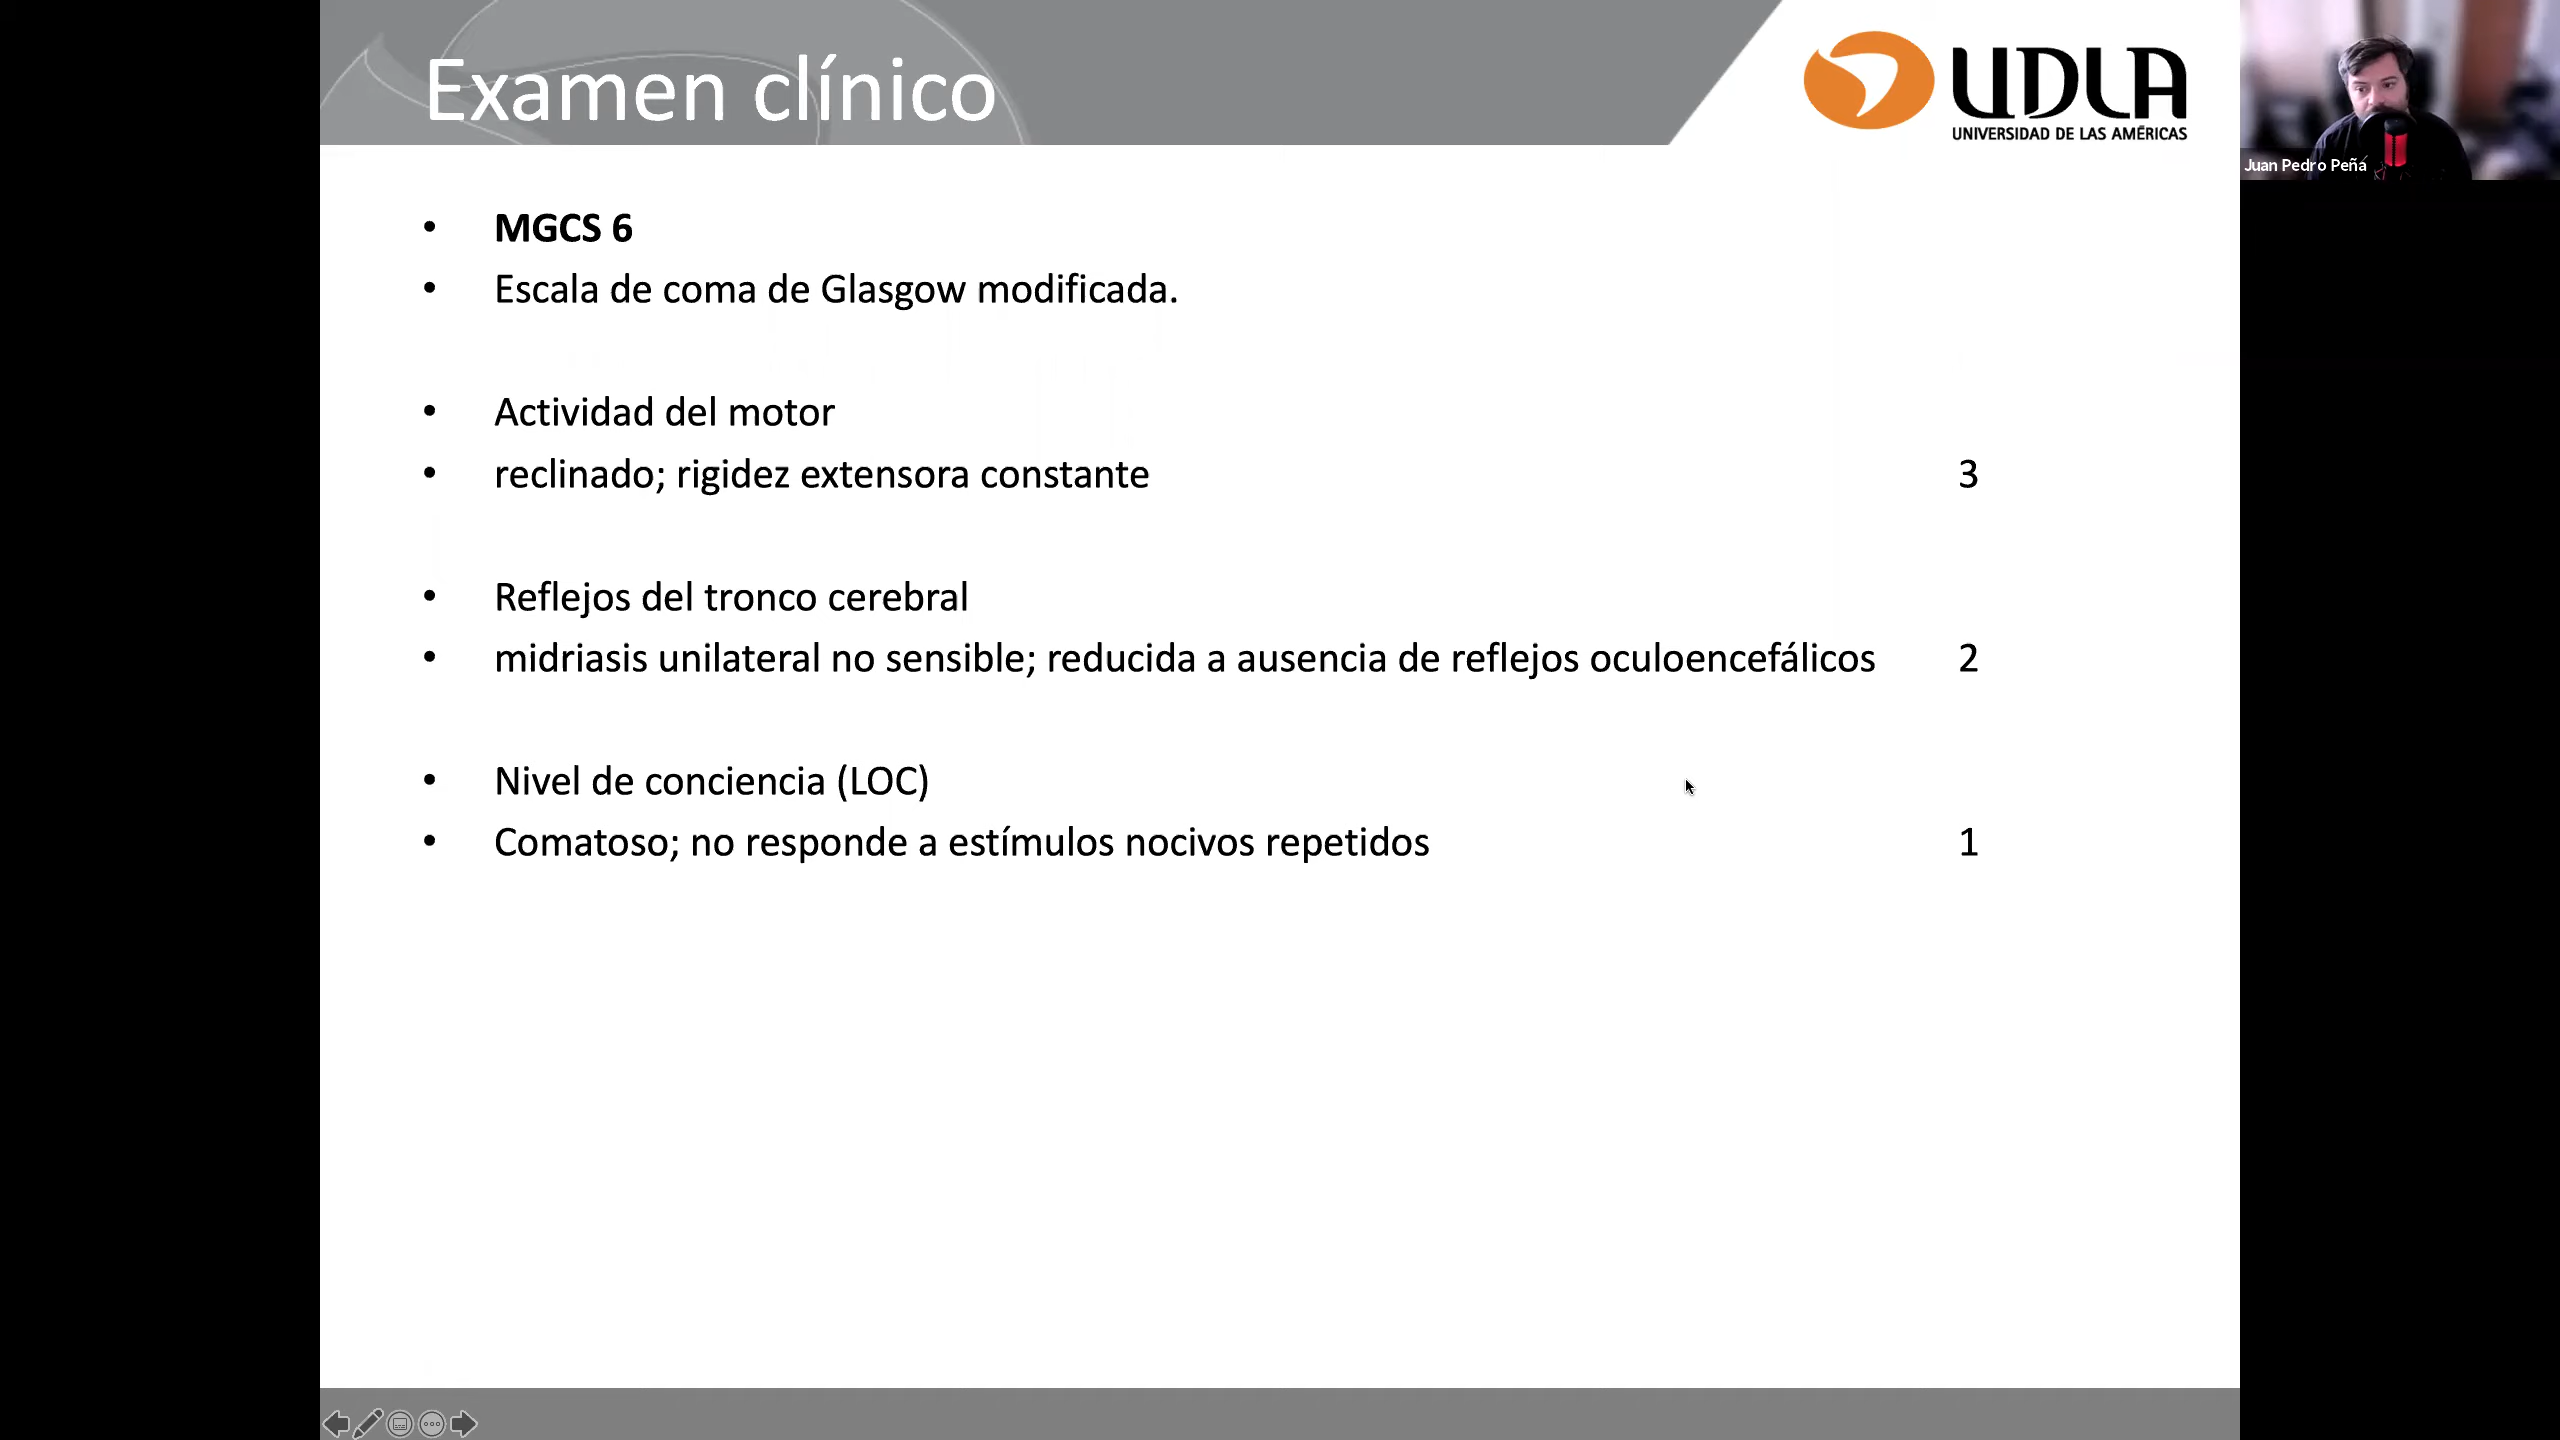 Examen clínico
UDLA
UNIVERSIDAD DE LAS AMÉRICAS
Juan Pedro Peña
• MGCS 6
• Escala de coma de Glasgow modificada.
• Actividad del motor
• reclinado; rigidez extensora constante 3
• Reflejos del tronco cerebral
• midriasis unilateral no sensible; reducida a ausencia de reflejos oculoencefálicos 2
• Nivel de conciencia (LOC)
• Comatoso; no responde a estímulos nocivos repetidos 1